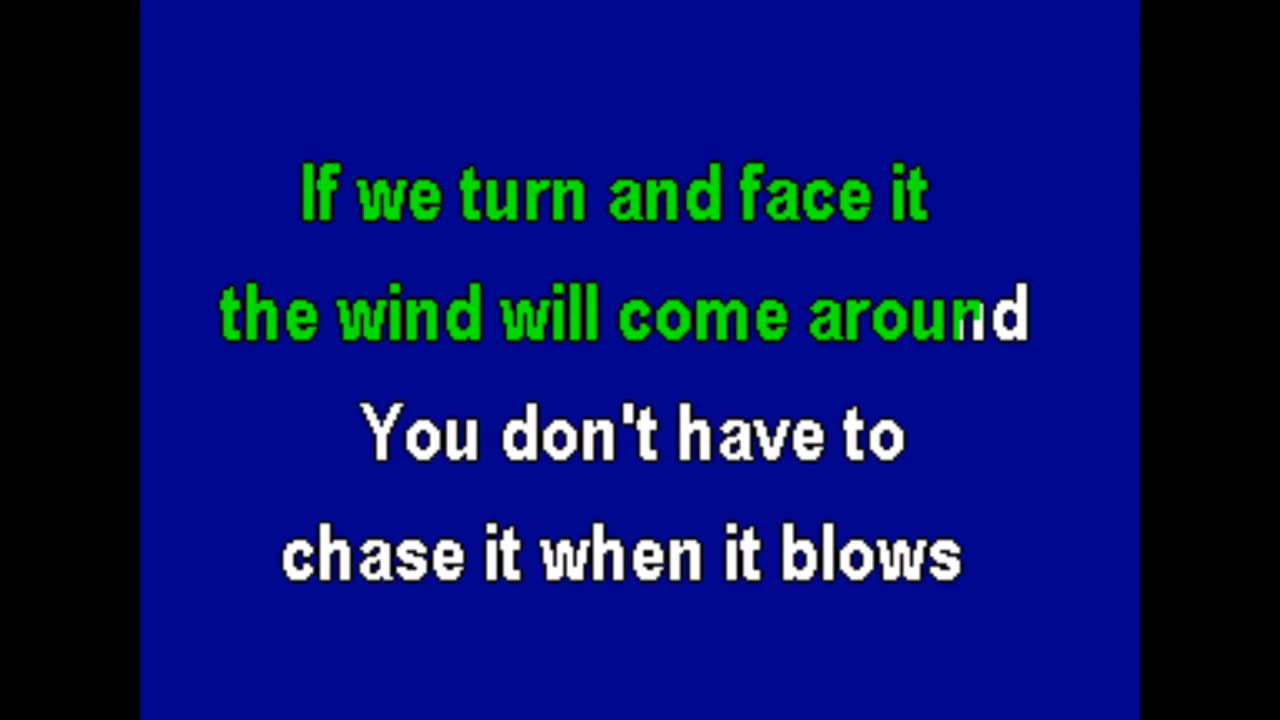 If we turn and face it
the wind will come around
You don't have to
chase it when it blows